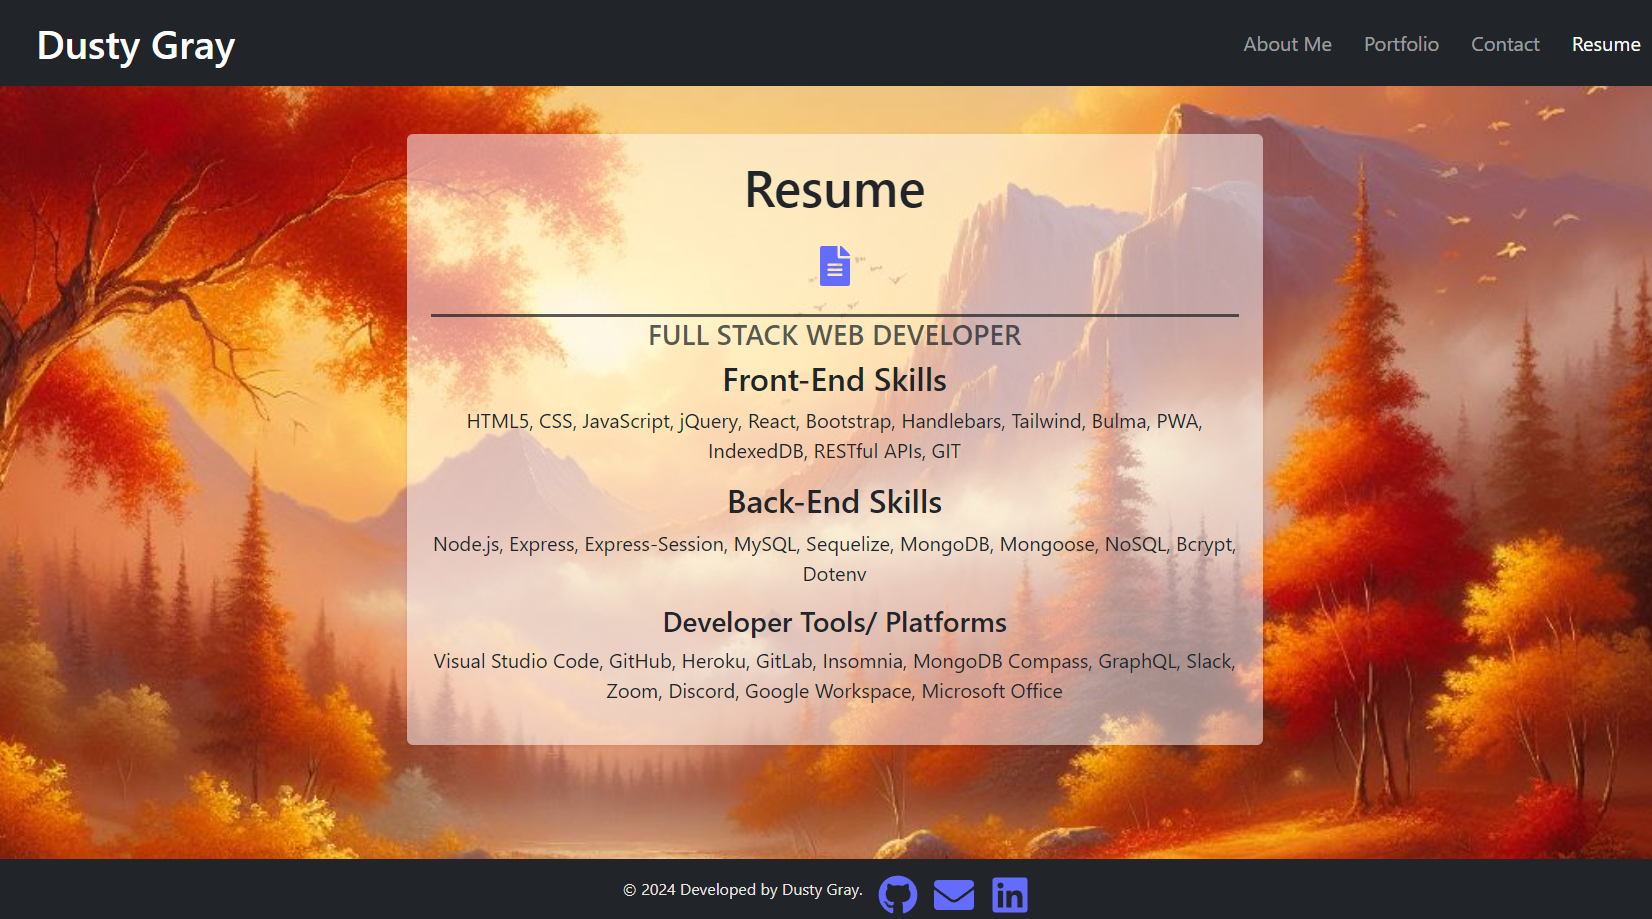 Dusty Gray
About Me
Portfolio
Contact
Resume
Resume
FULL STACK WEB DEVELOPER
Front-End Skills
HTML5, CSS, JavaScript, jQuery, React, Bootstrap, Handlebars, Tailwind, Bulma, PWA,
IndexedDB, RESTful APIs, GIT
Back-End Skills
Node.js, Express, Express-Session, MySQL, Sequelize, MongoDB, Mongoose, NoSQL, Bcrypt,
Dotenv
Developer Tools/ Platforms
Visual Studio Code, GitHub, Heroku, GitLab, Insomnia, MongoDB Compass, GraphQL, Slack,
Zoom, Discord, Google Workspace, Microsoft Office
© 2024 Developed by Dusty Gray.
in